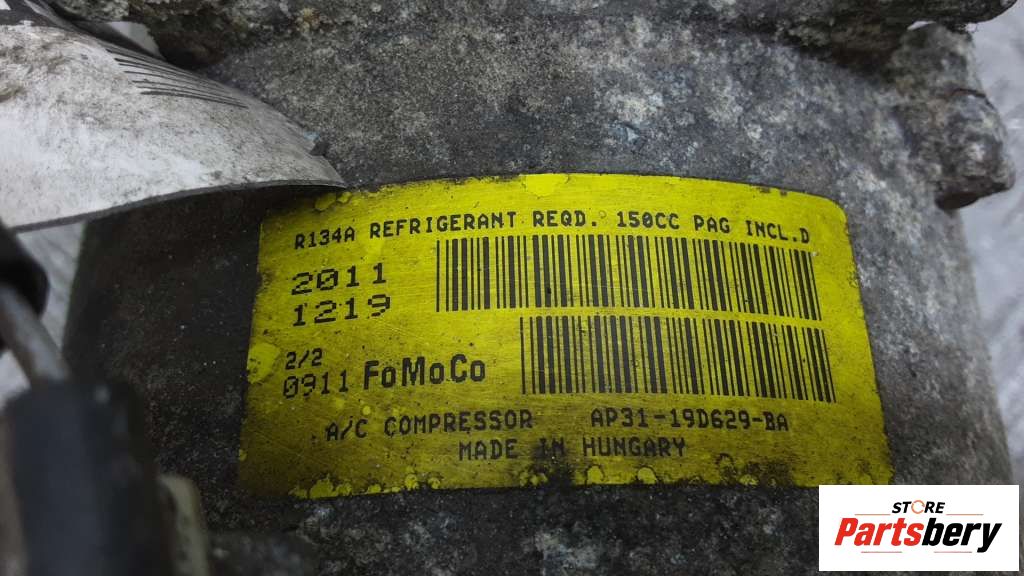 R134A REFRIGERANT REQD. 150CC PAG INCL.D
2011
1219
2/2
0911 FoMoCo
A/C COMPRESSOR AP31-19D629-BA
MADE IN HUNGARY
STORE
Partsbery